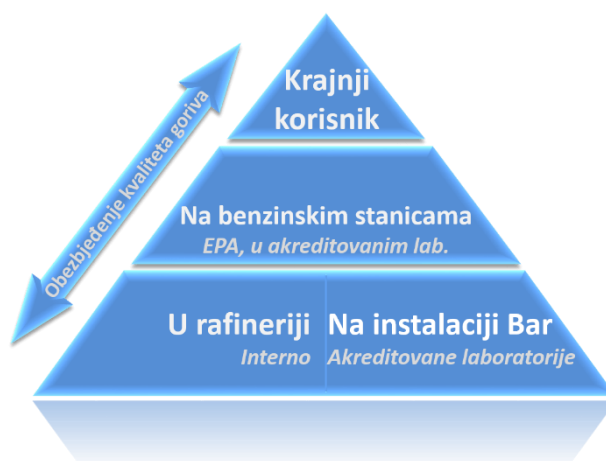 Krajnji
korisnik
Obezbjeđenje kvaliteta goriva
Na benzinskim stanicama
EPA, u akreditovanim lab.
U rafineriji
Interno
Na instalaciji Bar
Akreditovane laboratorije